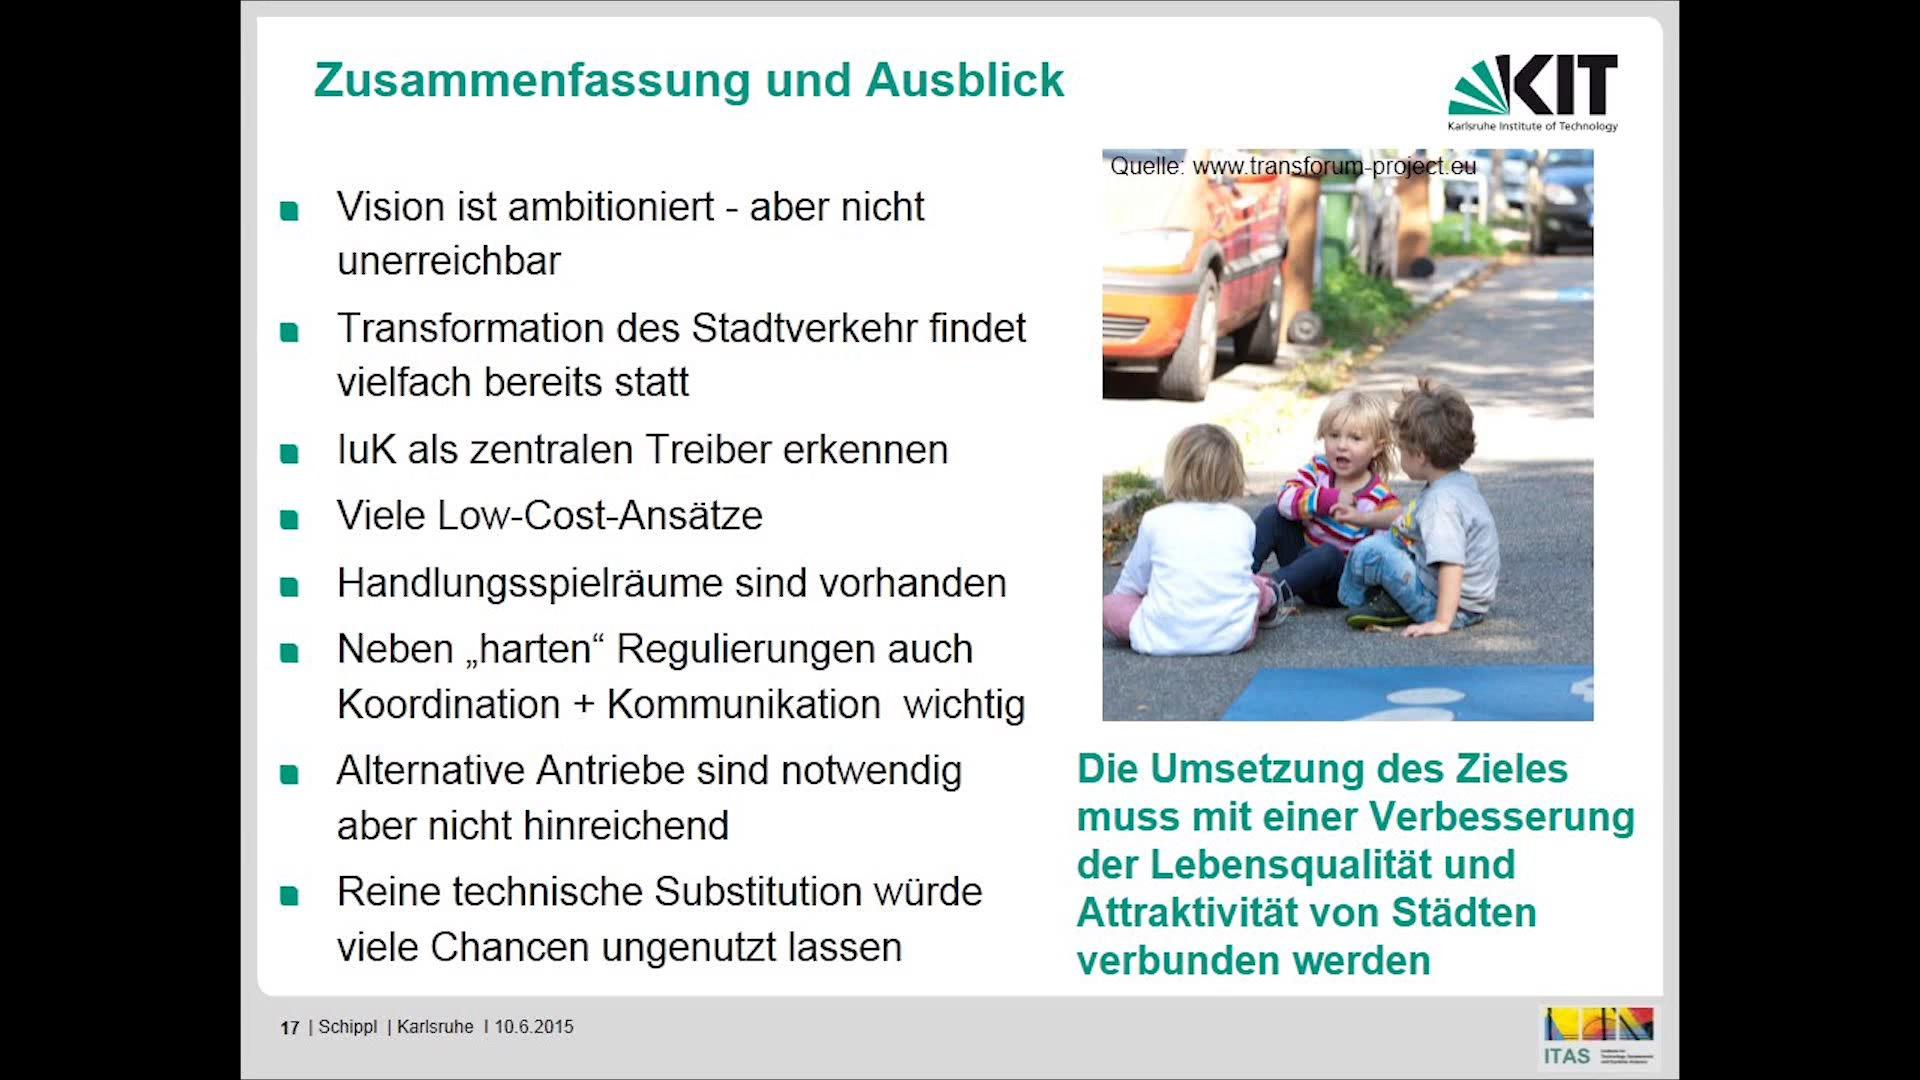 Zusammenfassung und Ausblick
KIT
Karlsruhe Institute of Technology
Vision ist ambitioniert - aber nicht
unerreichbar
Transformation des Stadtverkehr findet
vielfach bereits statt
IuK als zentralen Treiber erkennen
Viele Low-Cost-Ansätze
Handlungsspielräume sind vorhanden
Neben „harten“ Regulierungen auch
Koordination + Kommunikation wichtig
Alternative Antriebe sind notwendig
aber nicht hinreichend
Reine technische Substitution würde
viele Chancen ungenutzt lassen
Quelle: www.transforum-project.eu
Die Umsetzung des Zieles
muss mit einer Verbesserung
der Lebensqualität und
Attraktivität von Städten
verbunden werden
17 | Schippl | Karlsruhe | 10.6.2015
ITAS